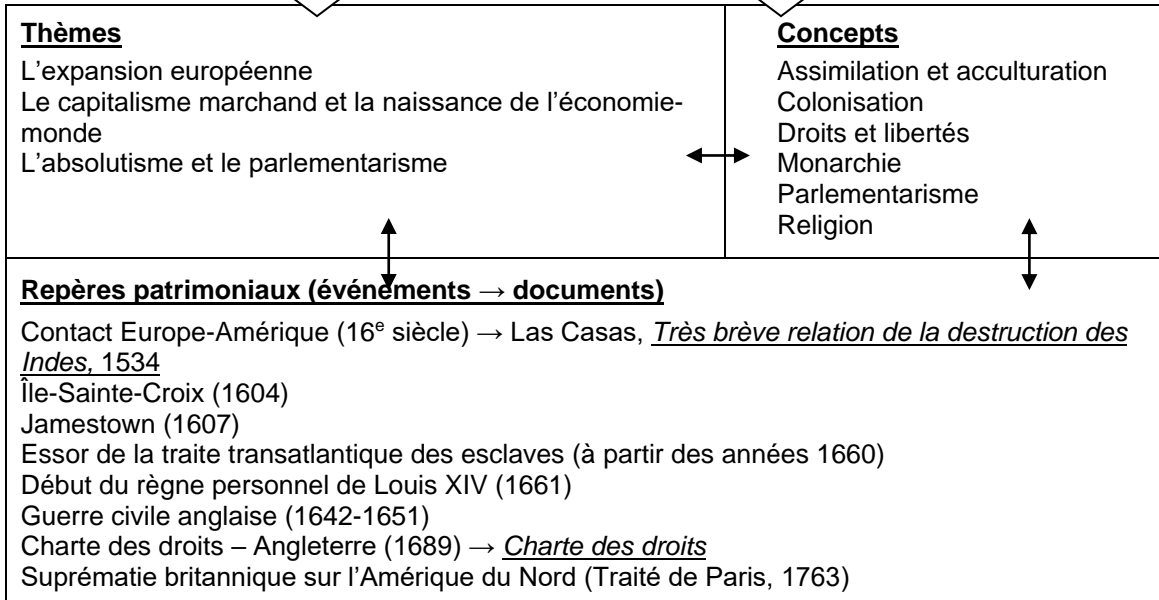 Thèmes
L’expansion européenne
Le capitalisme marchand et la naissance de l’économie-
monde
L’absolutisme et le parlementarisme
Concepts
Assimilation et acculturation
Colonisation
Droits et libertés
Monarchie
Parlementarisme
Religion
Repères patrimoniaux (événements → documents)
Contact Europe-Amérique (16e siècle) → Las Casas, Très brève relation de la destruction des
Indes, 1534
Île-Sainte-Croix (1604)
Jamestown (1607)
Essor de la traite transatlantique des esclaves (à partir des années 1660)
Début du règne personnel de Louis XIV (1661)
Guerre civile anglaise (1642-1651)
Charte des droits – Angleterre (1689) → Charte des droits
Suprématie britannique sur l’Amérique du Nord (Traité de Paris, 1763)